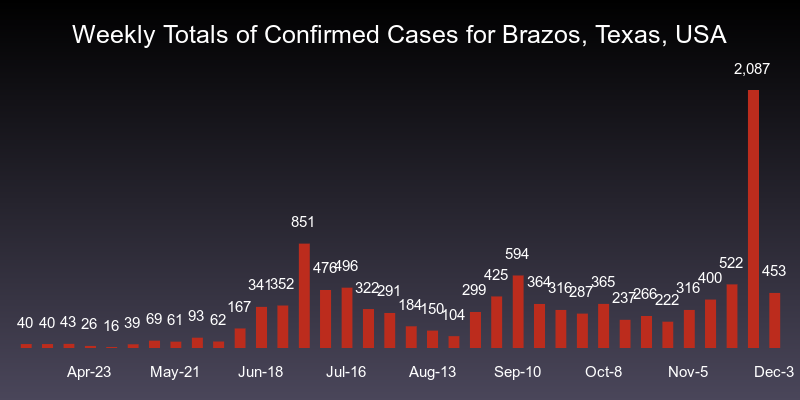 Weekly Totals of Confirmed Cases for Brazos, Texas, USA
2,087
851
594
522
476 496
425 453
400
341 352 364 365
322 316 316
299 291 287
266
237
222
184
167
150
104
93
69 61 62
40 40 43 39
26
16
Apr-23 May-21 Jun-18 Jul-16 Aug-13 Sep-10 Oct-8 Nov-5 Dec-3